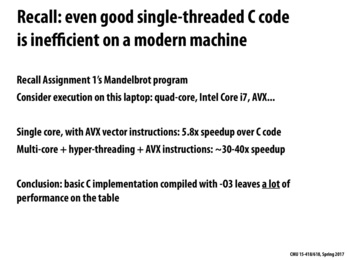 Recall: even good single-threaded C code
is inefficient on a modern machine
Recall Assignment 1's Mandelbrot program
Consider execution on this laptop: quad-core, Intel Core i7, AVX...
Single core, with AVX vector instructions: 5.8x speedup over C code
Multi-core + hyper-threading + AVX instructions: ~30-40x speedup
Conclusion: basic C implementation compiled with -O3 leaves a lot of
performance on the table
CMU 15-418/618, Spring 2017